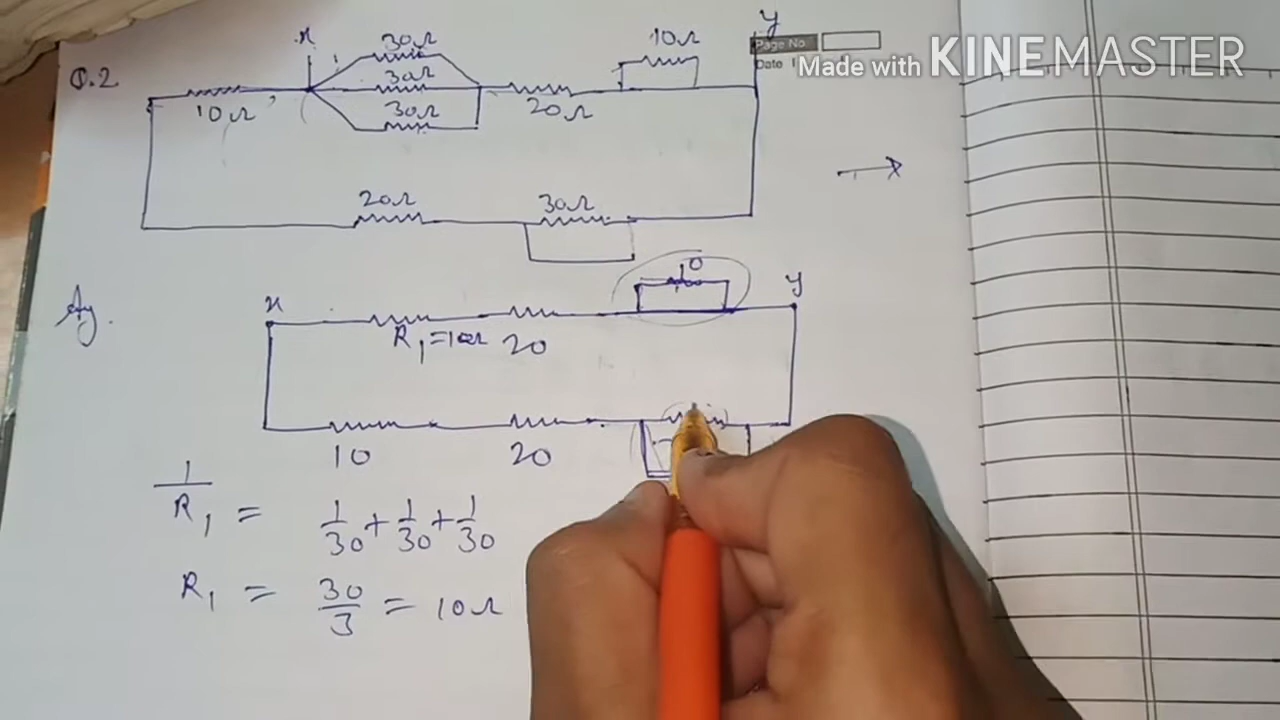 Q.2
x
y
30Ω
30Ω
30Ω
10Ω
20Ω
10Ω
20Ω
30Ω
Page No
Date
Made with KINEMASTER
x
y
10
R₁=10Ω
20
10
20
1/R₁ = 1/30 + 1/30 + 1/30
R₁ = 30/3 = 10Ω